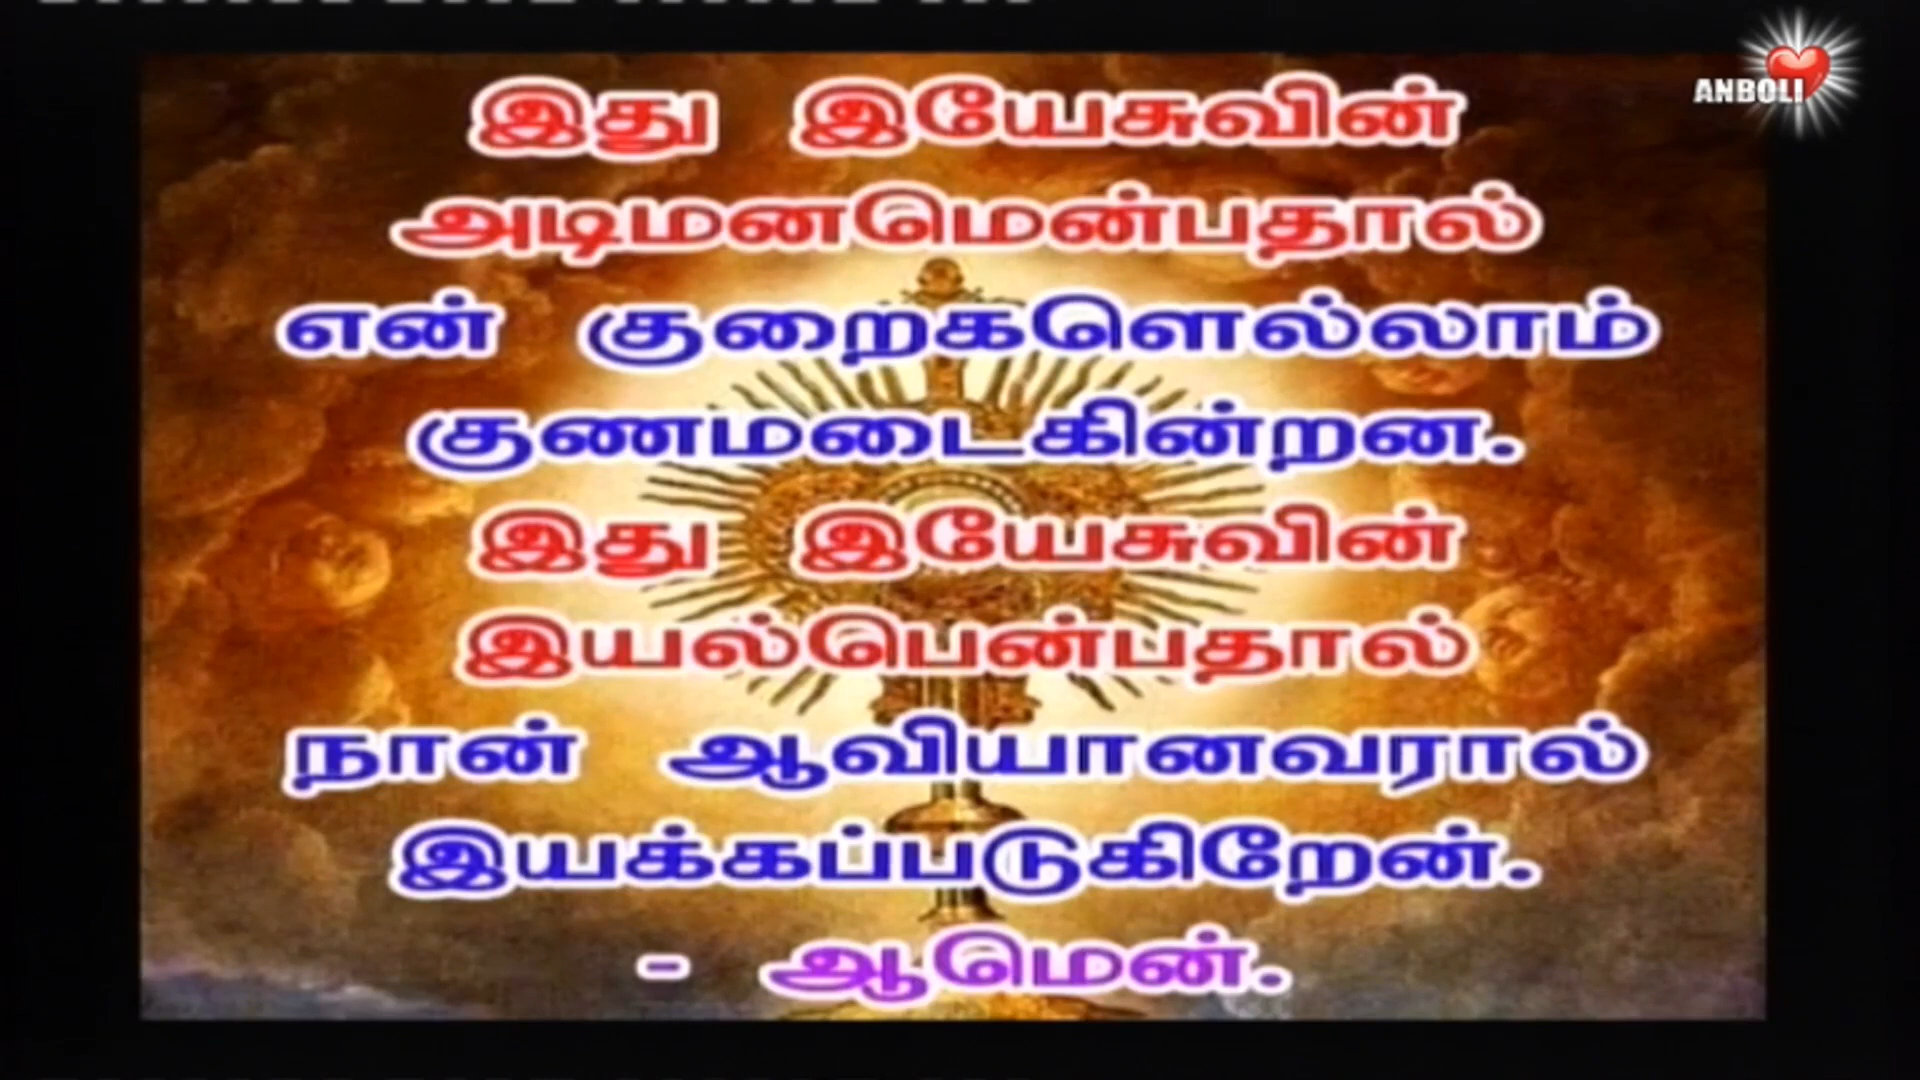 ANBOLI
இது இயேசுவின்
அடிமனமென்பதால்
என் குறைகளெல்லாம்
குணமடைகின்றன.
இது இயேசுவின்
இயல்பென்பதால்
நான் ஆவியானவரால்
இயக்கப்படுகிறேன்.
- ஆமென்.